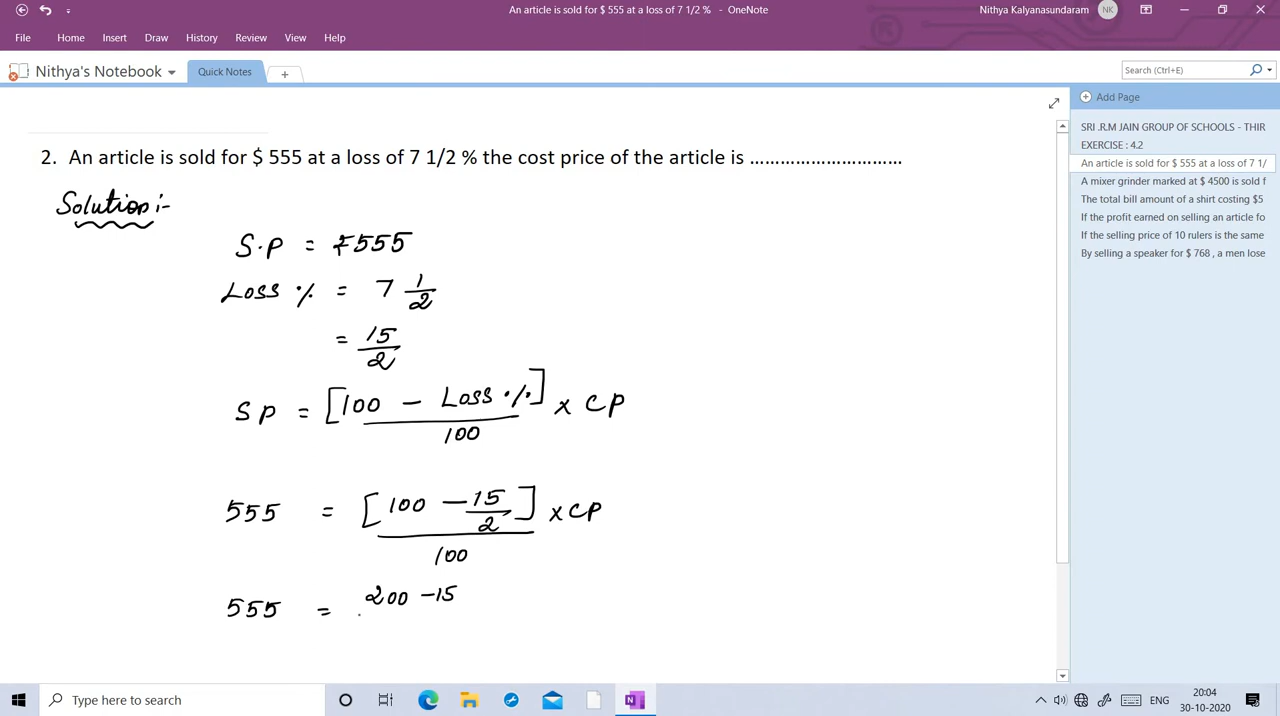 An article is sold for $ 555 at a loss of 7 1/2 % - OneNote
Nithya Kalyanasundaram NK
File Home Insert Draw History Review View Help
Nithya's Notebook Quick Notes +
Search (Ctrl+E)
Add Page
SRI .R.M JAIN GROUP OF SCHOOLS - THIR
EXERCISE : 4.2
An article is sold for $ 555 at a loss of 7 1/
A mixer grinder marked at $ 4500 is sold f
The total bill amount of a shirt costing $5
If the profit earned on selling an article fo
If the selling price of 10 rulers is the same
By selling a speaker for $ 768 , a men lose
2. An article is sold for $ 555 at a loss of 7 1/2 % the cost price of the article is ................................
Solution :-
S.P = ₹555
Loss % = 7 1/2
= 15/2
SP = [100 - Loss %] x CP
100
555 = [100 - 15/2] x CP
100
555 = 200 - 15
Type here to search
ENG
20:04
30-10-2020